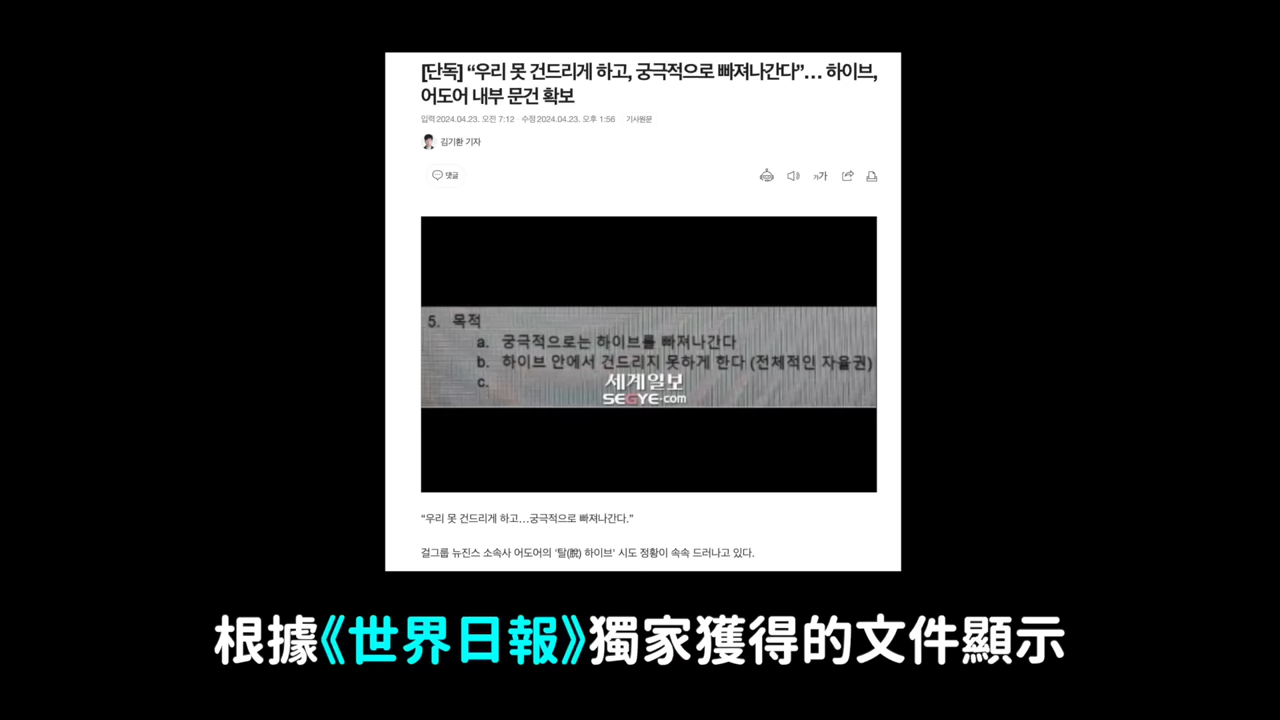 [단독] “우리 못 건드리게 하고, 궁극적으로 빠져나간다”… 하이브,
어도어 내부 문건 확보
입력 2024.04.23. 오전 7:12 · 수정 2024.04.23. 오후 1:56 기사원문
김기환 기자
댓글
가가
5. 목적
a. 궁극적으로는 하이브를 빠져나간다
b. 하이브 안에서 건드리지 못하게 한다 (전체적인 자율권)
c.
세계일보
SEGYE.com
“우리 못 건드리게 하고…궁극적으로 빠져나간다.”
걸그룹 뉴진스 소속사 어도어의 ‘탈(脫) 하이브’ 시도 정황이 속속 드러나고 있다.
根據《世界日報》獨家獲得的文件顯示